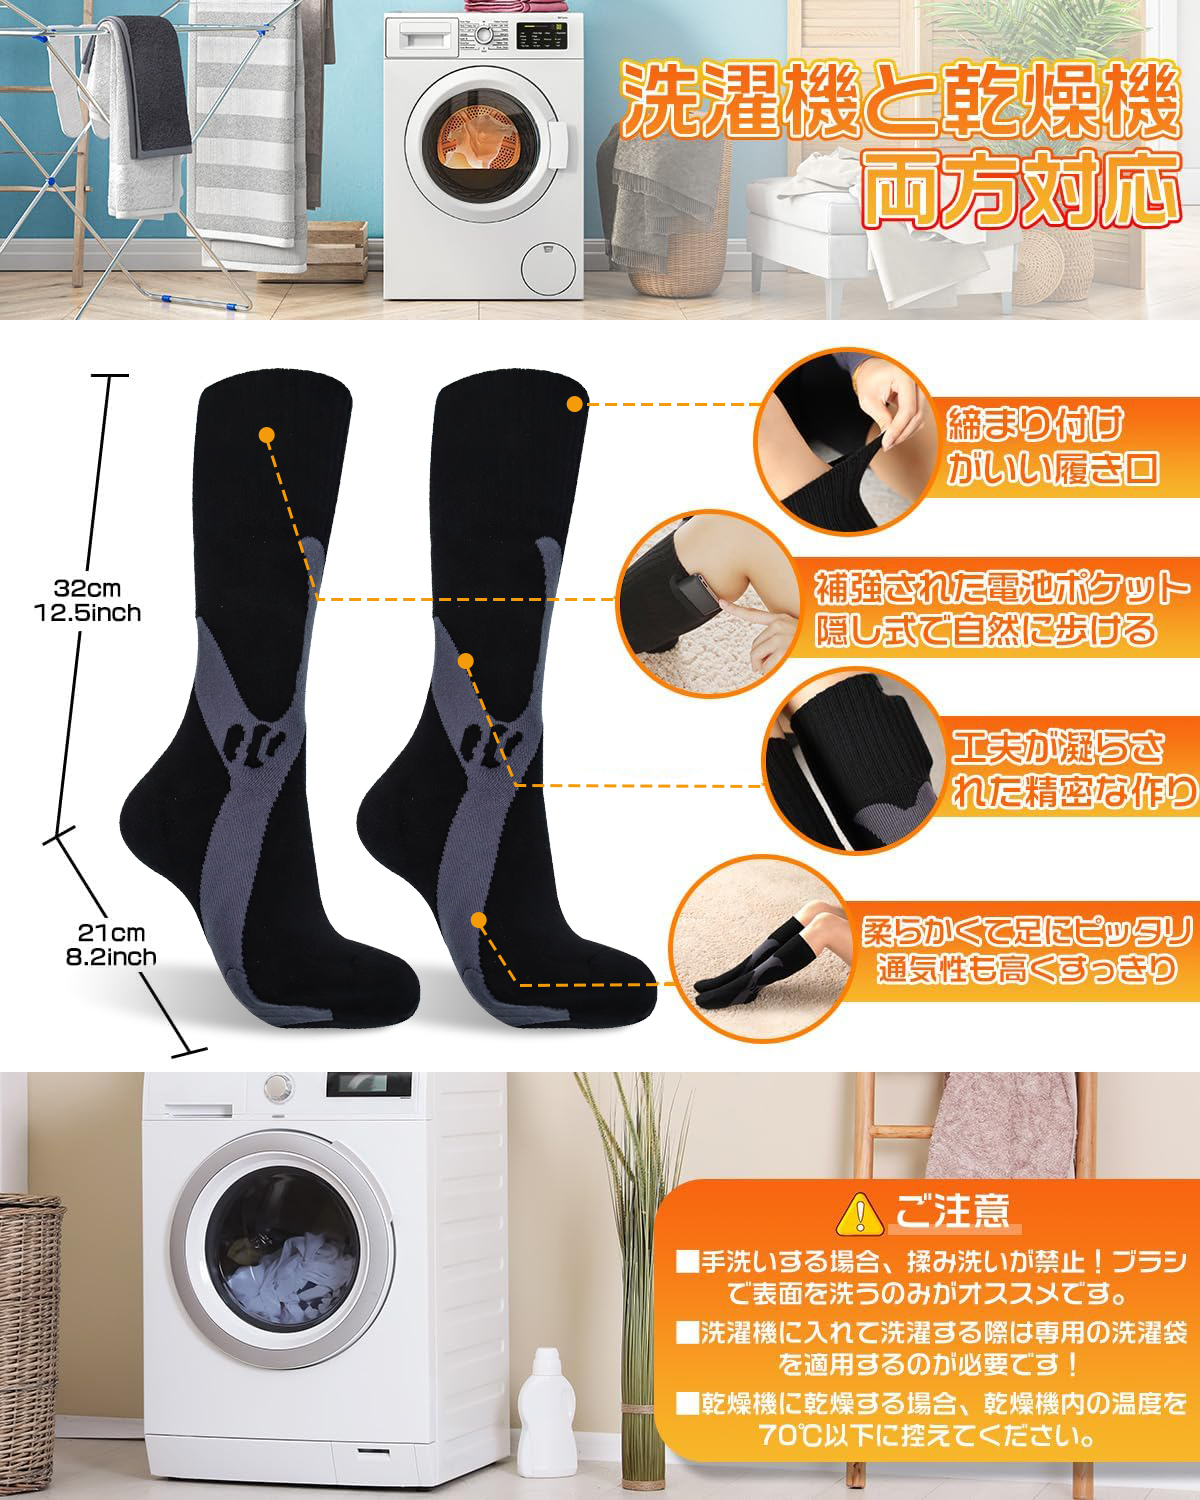 洗濯機と乾燥機
両方対応
締まり付け
がいい履き口
32cm
12.5inch
補強された電池ポケット
隠し式で自然に歩ける
工夫が凝らさ
れた精密な作り
21cm
8.2inch
柔らかくて足にピッタリ
通気性も高くすっきり
ご注意
■手洗いする場合、揉み洗いが禁止！ブラシ
で表面を洗うのみがオススメです。
■洗濯機に入れて洗濯する際は専用の洗濯袋
を適用するのが必要です！
■乾燥機に乾燥する場合、乾燥機内の温度を
70℃以下に控えてください。